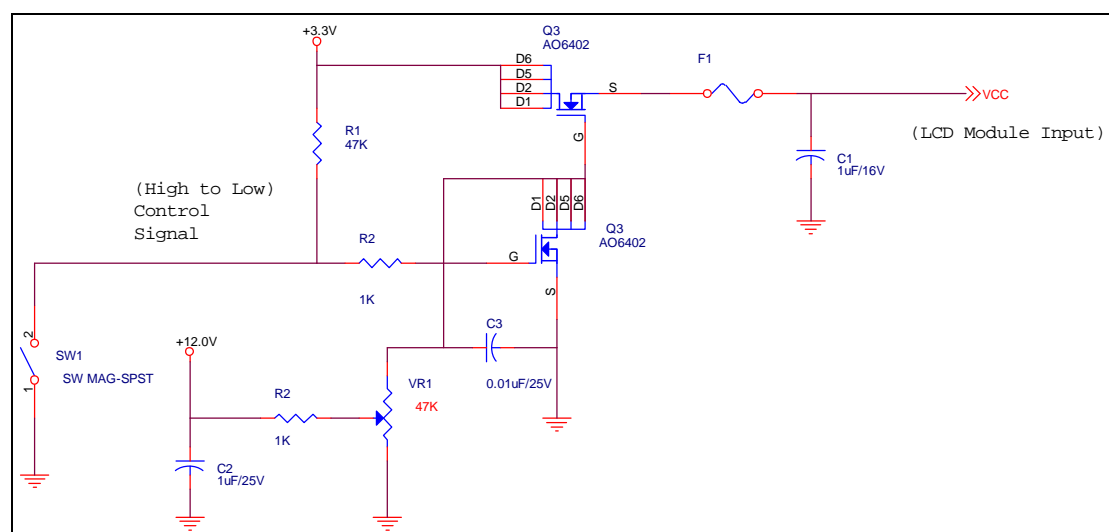 +3.3V
Q3
AO6402
D6
D5
D2
D1
S
G
F1
VCC
(LCD Module Input)
R1
47K
C1
1uF/16V
(High to Low)
Control
Signal
D1
D2
D5
D6
Q3
AO6402
R2
1K
G
S
2
1
SW1
SW MAG-SPST
+12.0V
C3
0.01uF/25V
R2
1K
VR1
47K
C2
1uF/25V